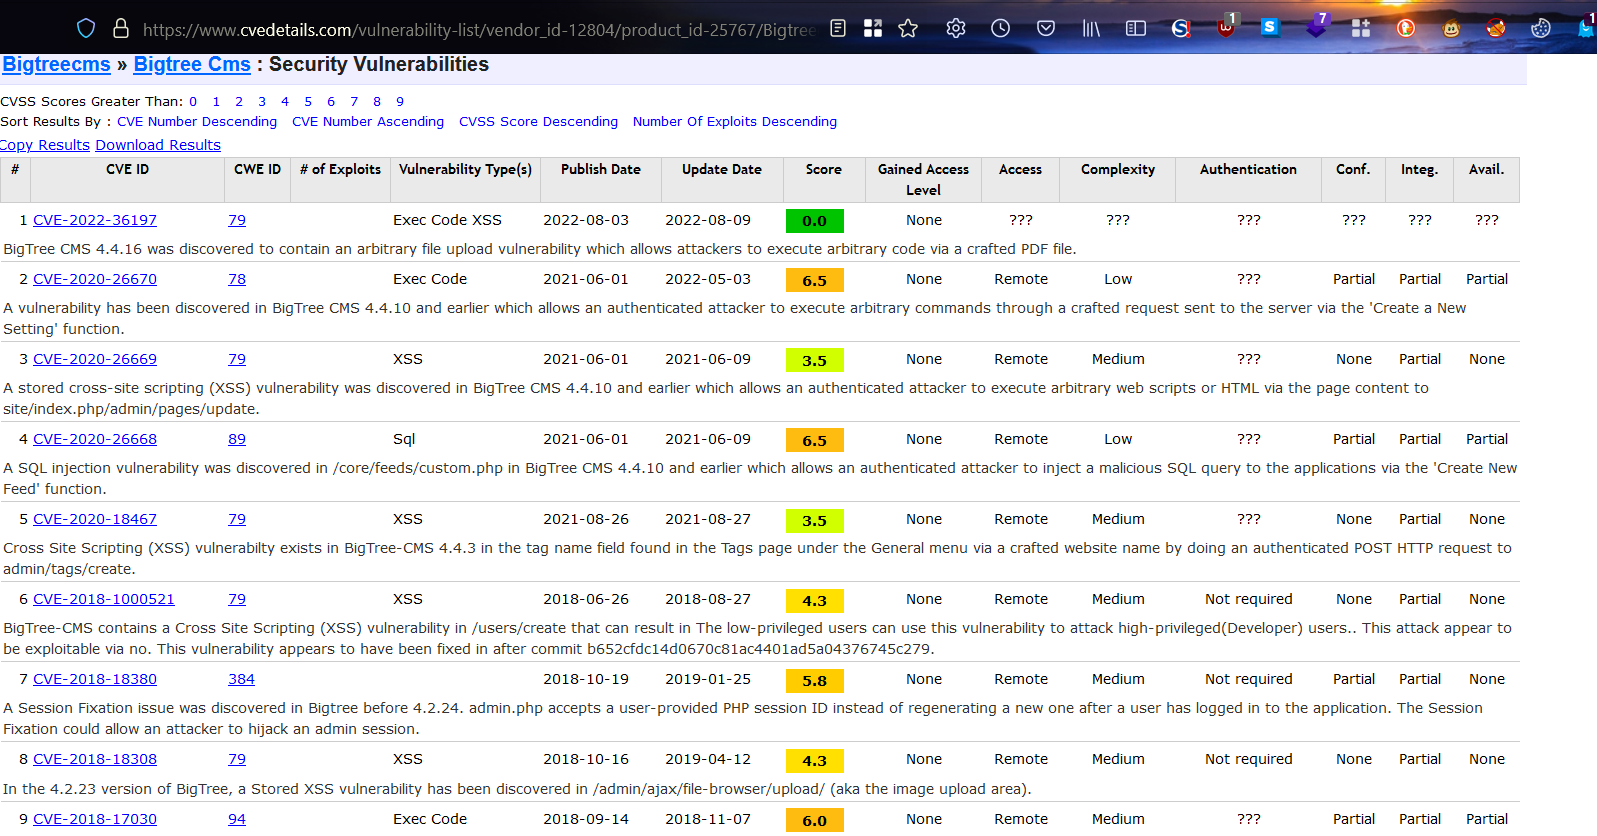 https://www.cvedetails.com/vulnerability-list/vendor_id-12804/product_id-25767/Bigtree
1 7 1
Bigtreecms » Bigtree Cms : Security Vulnerabilities
CVSS Scores Greater Than: 0 1 2 3 4 5 6 7 8 9
Sort Results By : CVE Number Descending CVE Number Ascending CVSS Score Descending Number Of Exploits Descending
Copy Results Download Results
# CVE ID CWE ID # of Exploits Vulnerability Type(s) Publish Date Update Date Score Gained Access Level Access Complexity Authentication Conf. Integ. Avail.
1 CVE-2022-36197 79 Exec Code XSS 2022-08-03 2022-08-09 0.0 None ??? ??? ??? ??? ??? ???
BigTree CMS 4.4.16 was discovered to contain an arbitrary file upload vulnerability which allows attackers to execute arbitrary code via a crafted PDF file.
2 CVE-2020-26670 78 Exec Code 2021-06-01 2022-05-03 6.5 None Remote Low ??? Partial Partial Partial
A vulnerability has been discovered in BigTree CMS 4.4.10 and earlier which allows an authenticated attacker to execute arbitrary commands through a crafted request sent to the server via the 'Create a New
Setting' function.
3 CVE-2020-26669 79 XSS 2021-06-01 2021-06-09 3.5 None Remote Medium ??? None Partial None
A stored cross-site scripting (XSS) vulnerability was discovered in BigTree CMS 4.4.10 and earlier which allows an authenticated attacker to execute arbitrary web scripts or HTML via the page content to
site/index.php/admin/pages/update.
4 CVE-2020-26668 89 Sql 2021-06-01 2021-06-09 6.5 None Remote Low ??? Partial Partial Partial
A SQL injection vulnerability was discovered in /core/feeds/custom.php in BigTree CMS 4.4.10 and earlier which allows an authenticated attacker to inject a malicious SQL query to the applications via the 'Create New
Feed' function.
5 CVE-2020-18467 79 XSS 2021-08-26 2021-08-27 3.5 None Remote Medium ??? None Partial None
Cross Site Scripting (XSS) vulnerabilty exists in BigTree-CMS 4.4.3 in the tag name field found in the Tags page under the General menu via a crafted website name by doing an authenticated POST HTTP request to
admin/tags/create.
6 CVE-2018-1000521 79 XSS 2018-06-26 2018-08-27 4.3 None Remote Medium Not required None Partial None
BigTree-CMS contains a Cross Site Scripting (XSS) vulnerability in /users/create that can result in The low-privileged users can use this vulnerability to attack high-privileged(Developer) users.. This attack appear to
be exploitable via no. This vulnerability appears to have been fixed in after commit b652cfdc14d0670c81ac4401ad5a04376745c279.
7 CVE-2018-18380 384 2018-10-19 2019-01-25 5.8 None Remote Medium Not required Partial Partial None
A Session Fixation issue was discovered in Bigtree before 4.2.24. admin.php accepts a user-provided PHP session ID instead of regenerating a new one after a user has logged in to the application. The Session
Fixation could allow an attacker to hijack an admin session.
8 CVE-2018-18308 79 XSS 2018-10-16 2019-04-12 4.3 None Remote Medium Not required None Partial None
In the 4.2.23 version of BigTree, a Stored XSS vulnerability has been discovered in /admin/ajax/file-browser/upload/ (aka the image upload area).
9 CVE-2018-17030 94 Exec Code 2018-09-14 2018-11-07 6.0 None Remote Medium ??? Partial Partial Partial